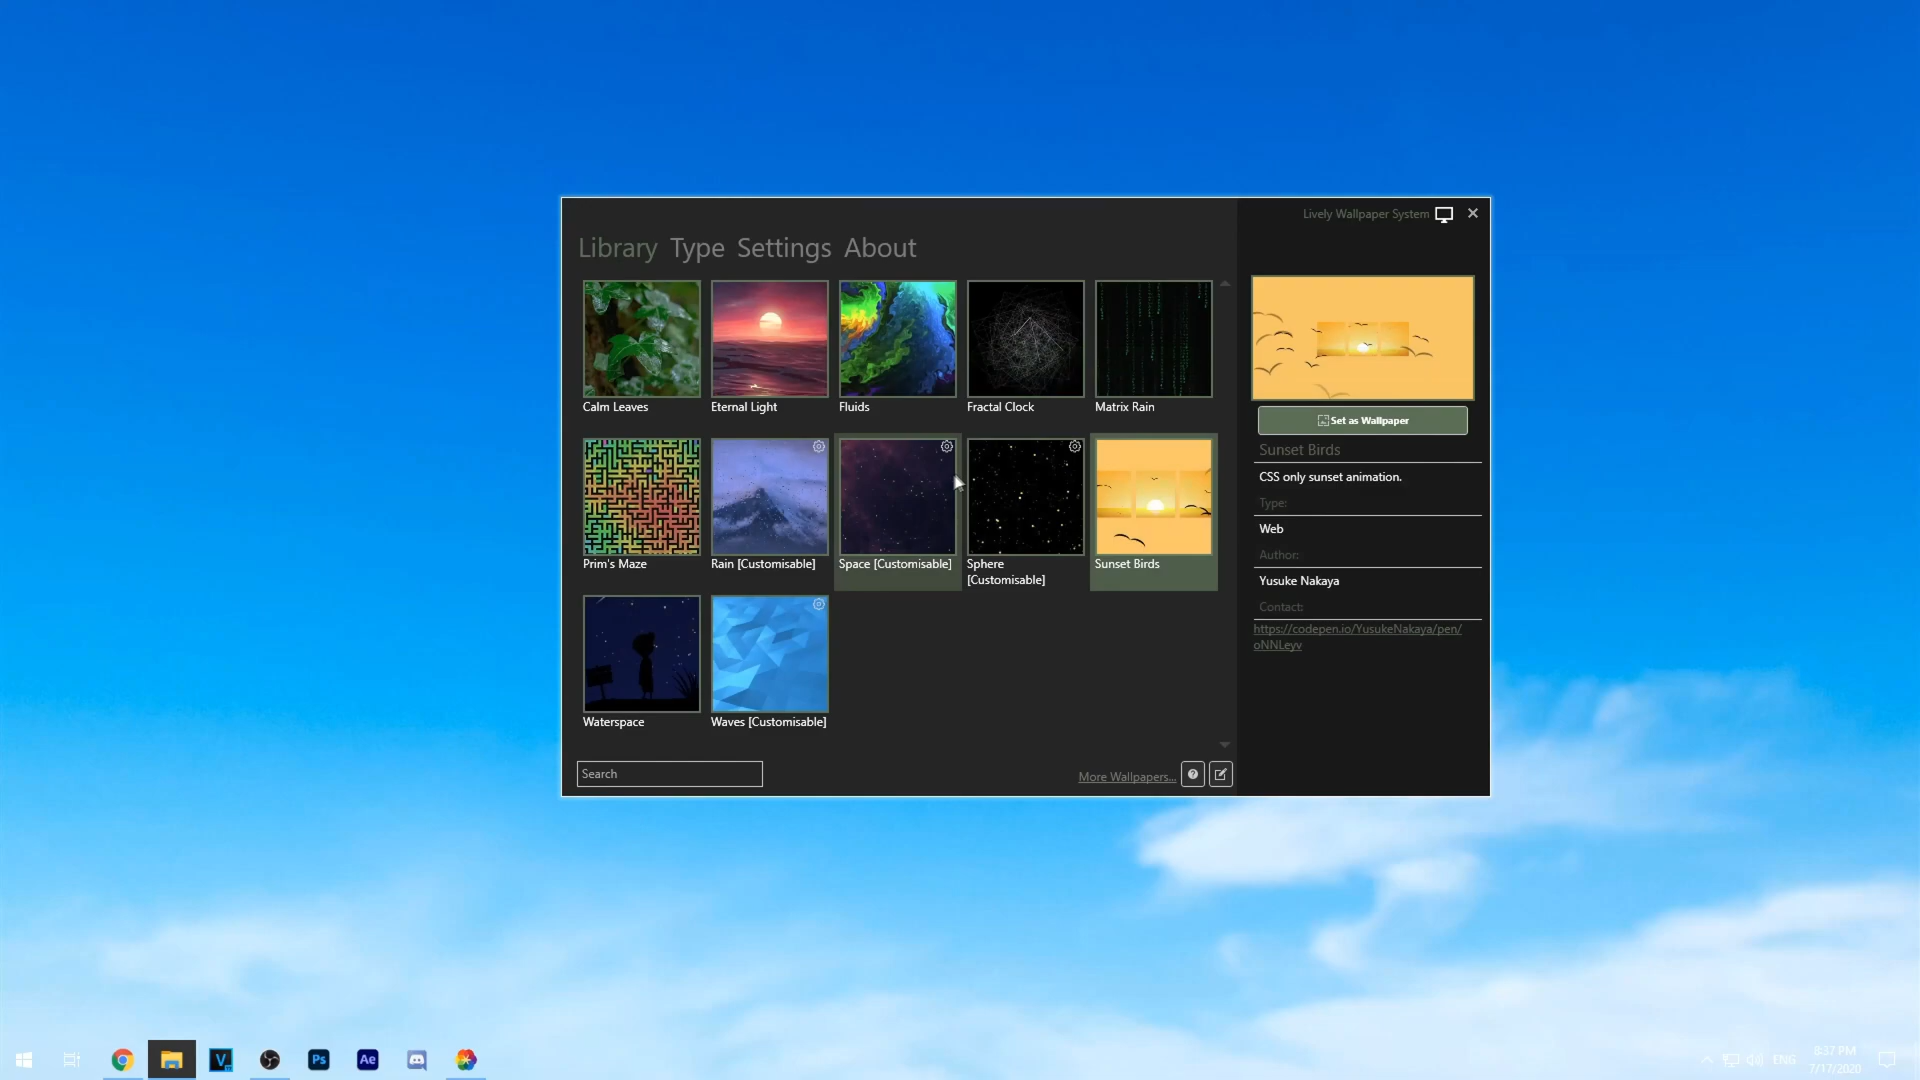 Lively Wallpaper System
Library Type Settings About
Calm Leaves
Eternal Light
Fluids
Fractal Clock
Matrix Rain
Prim's Maze
Rain [Customisable]
Space [Customisable]
Sphere
[Customisable]
Sunset Birds
Waterspace
Waves [Customisable]
Search
More Wallpapers...
Set as Wallpaper
Sunset Birds
CSS only sunset animation.
Type:
Web
Author:
Yusuke Nakaya
Contact:
https://codepen.io/YusukeNakaya/pen/
oNNLeyv
V
Ps
Ae
ENG
8:37 PM
7/17/2020